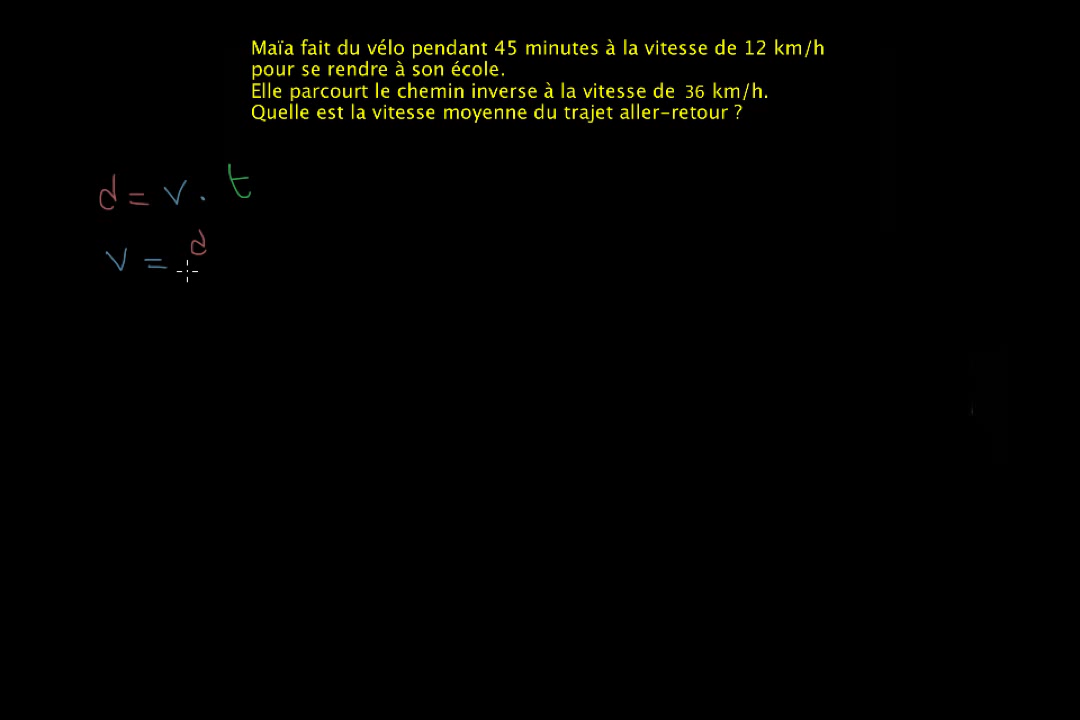 Maïa fait du vélo pendant 45 minutes à la vitesse de 12 km/h
pour se rendre à son école.
Elle parcourt le chemin inverse à la vitesse de 36 km/h.
Quelle est la vitesse moyenne du trajet aller-retour ?
d = v . t
v = d